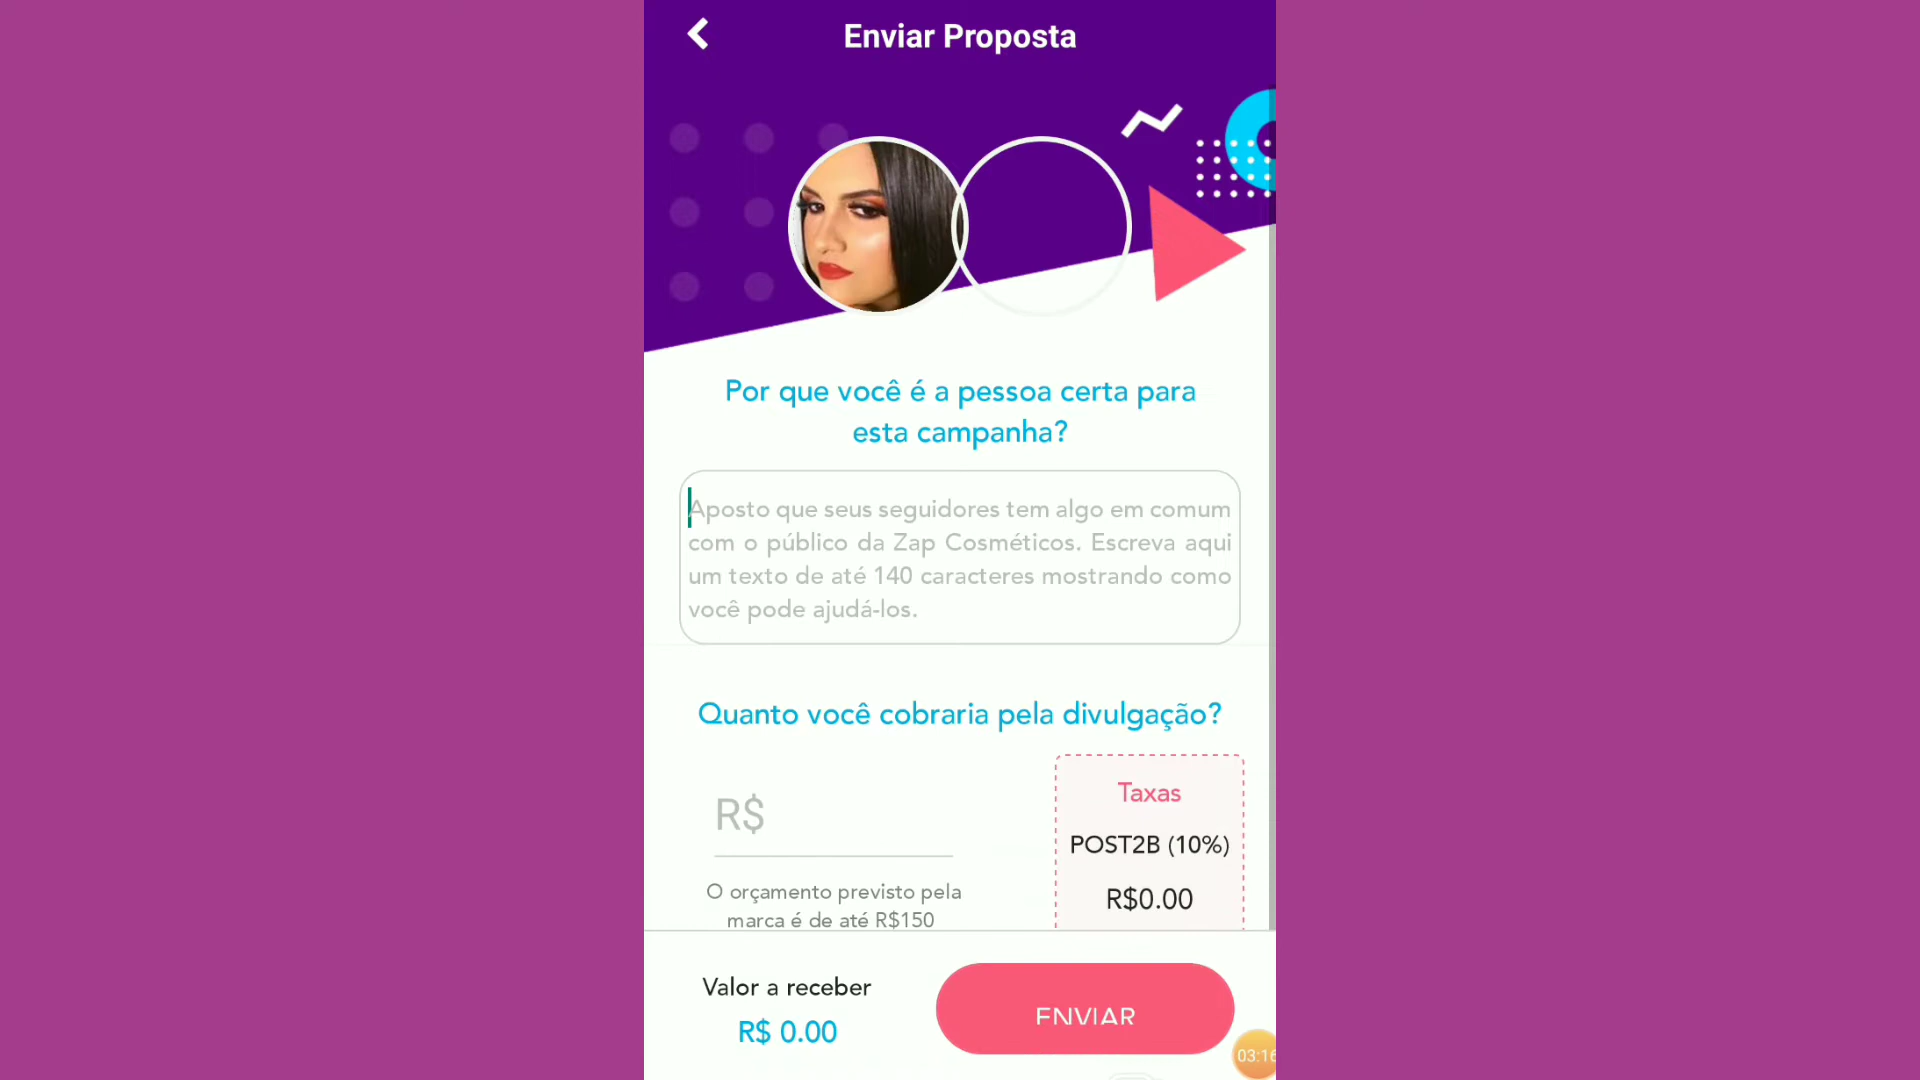 Enviar Proposta
Por que você é a pessoa certa para
esta campanha?
Aposto que seus seguidores tem algo em comum
com o público da Zap Cosméticos. Escreva aqui
um texto de até 140 caracteres mostrando como
você pode ajudá-los.
Quanto você cobraria pela divulgação?
R$
O orçamento previsto pela
marca é de até R$150
Taxas
POST2B (10%)
R$0.00
Valor a receber
R$ 0.00
ENVIAR
03:16